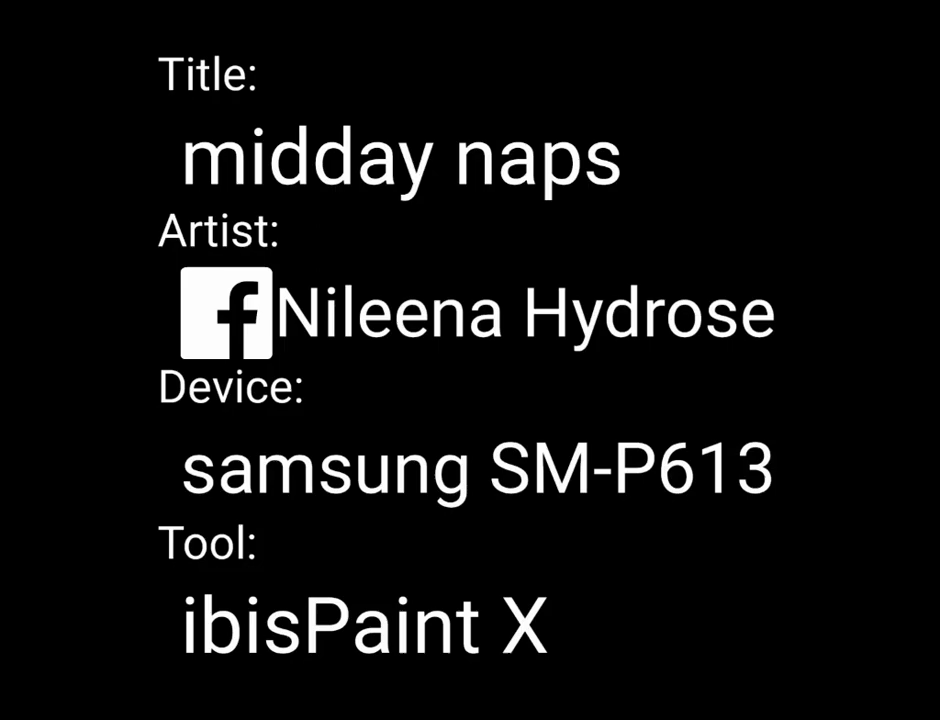 Title:
midday naps
Artist:
Nileena Hydrose
Device:
samsung SM-P613
Tool:
ibisPaint X